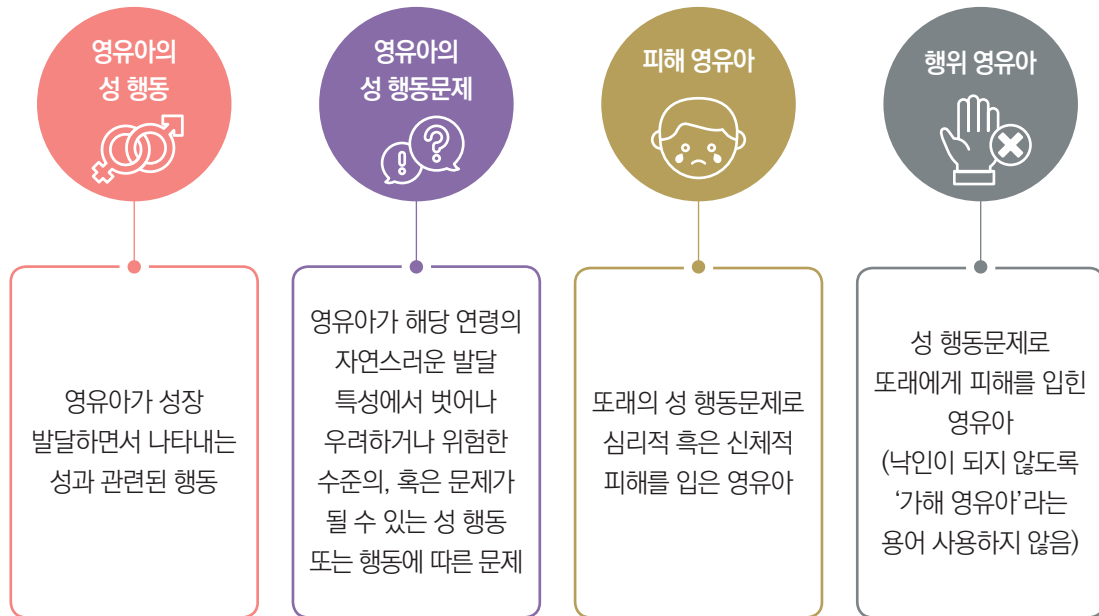 영유아의
성 행동
영유아가 성장
발달하면서 나타내는
성과 관련된 행동
영유아의
성 행동문제
영유아가 해당 연령의
자연스러운 발달
특성에서 벗어나
우려하거나 위험한
수준의, 혹은 문제가
될 수 있는 성 행동
또는 행동에 따른 문제
피해 영유아
또래의 성 행동문제로
심리적 흑은 신체적
피해를 입은 영유아
행위 영유아
성 행동문제로
또래에게 피해를 입힌
영유아
(낙인이 되지 않도록
‘가해 영유아’라는
용어 사용하지 않음)